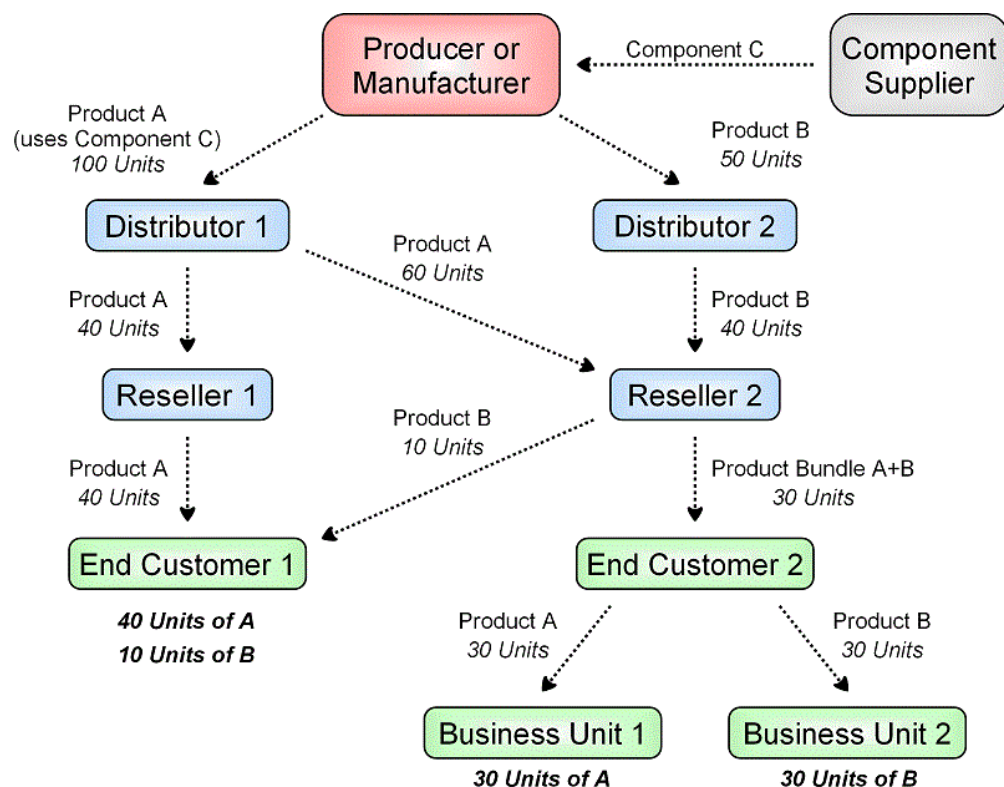 Producer or
Manufacturer
Component C
Component
Supplier
Product A
(uses Component C)
100 Units
Product B
50 Units
Distributor 1
Distributor 2
Product A
60 Units
Product A
40 Units
Product B
40 Units
Reseller 1
Reseller 2
Product B
10 Units
Product A
40 Units
Product Bundle A+B
30 Units
End Customer 1
End Customer 2
40 Units of A
10 Units of B
Product A
30 Units
Product B
30 Units
Business Unit 1
Business Unit 2
30 Units of A
30 Units of B